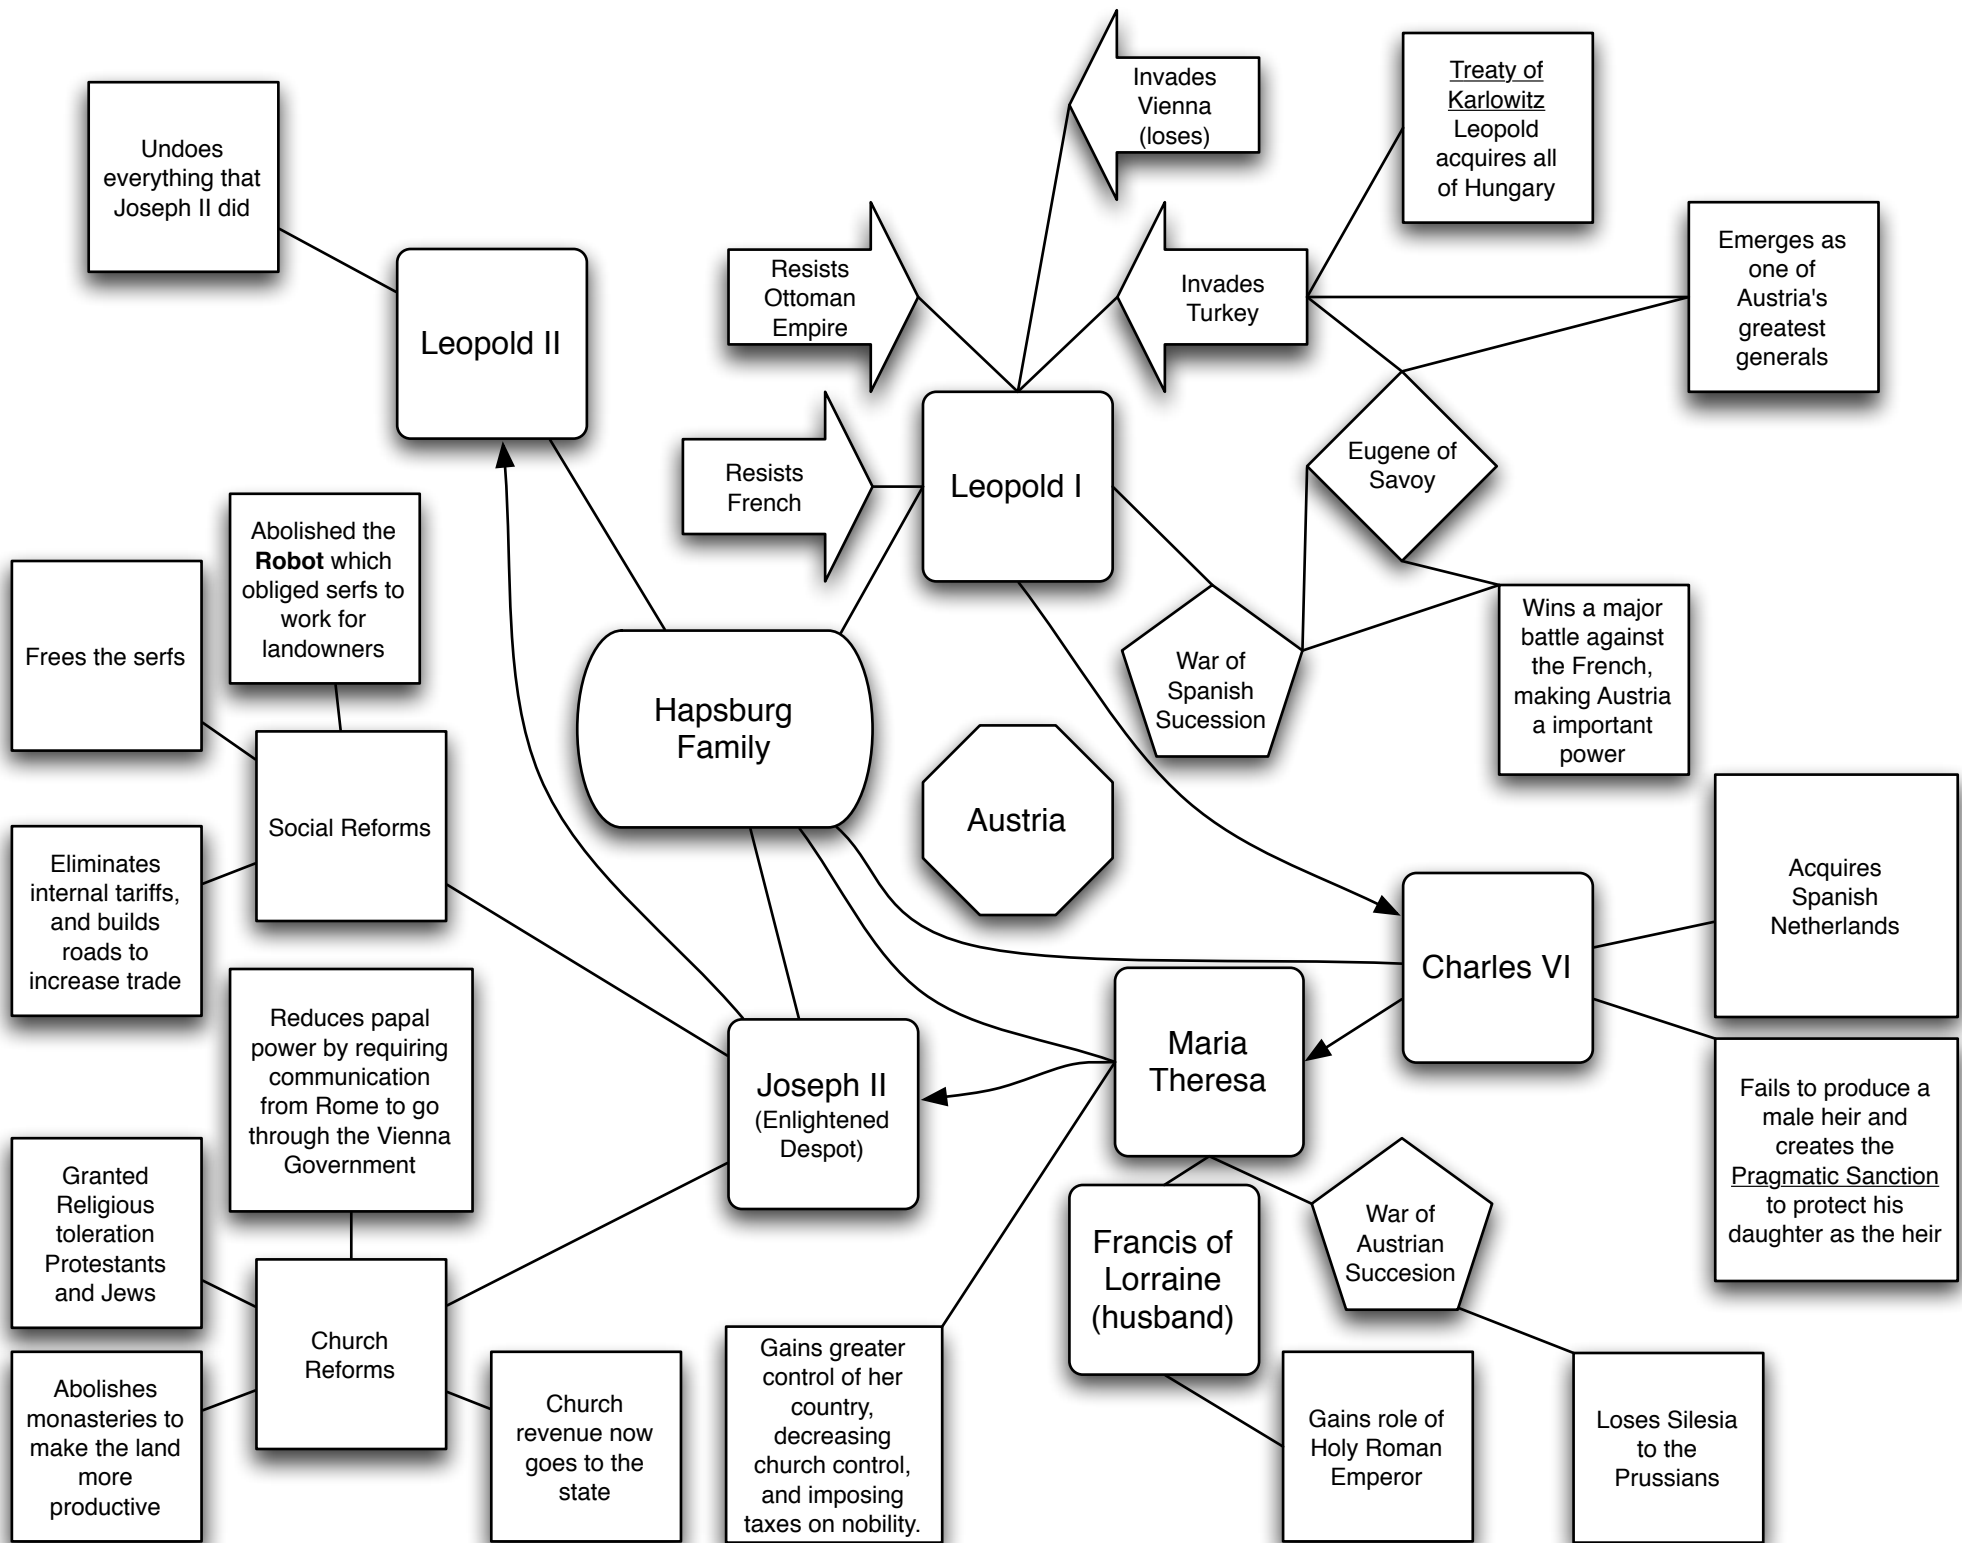 Invades
Vienna
(loses)
Treaty of
Karlowitz
Leopold
acquires all
of Hungary
Undoes
everything that
Joseph II did
Leopold II
Resists
Ottoman
Empire
Invades
Turkey
Emerges as
one of
Austria's
greatest
generals
Resists
French
Leopold I
Eugene of
Savoy
Abolished the
Robot which
obliged serfs to
work for
landowners
Frees the serfs
Hapsburg
Family
War of
Spanish
Sucession
Wins a major
battle against
the French,
making Austria
a important
power
Social Reforms
Austria
Eliminates
internal tariffs,
and builds
roads to
increase trade
Acquires
Spanish
Netherlands
Charles VI
Reduces papal
power by requiring
communication
from Rome to go
through the Vienna
Government
Joseph II
(Enlightened
Despot)
Maria
Theresa
Fails to produce a
male heir and
creates the
Pragmatic Sanction
to protect his
daughter as the heir
Granted
Religious
toleration
Protestants
and Jews
Francis of
Lorraine
(husband)
War of
Austrian
Succesion
Church
Reforms
Abolishes
monasteries to
make the land
more
productive
Church
revenue now
goes to the
state
Gains greater
control of her
country,
decreasing
church control,
and imposing
taxes on nobility.
Gains role of
Holy Roman
Emperor
Loses Silesia
to the
Prussians